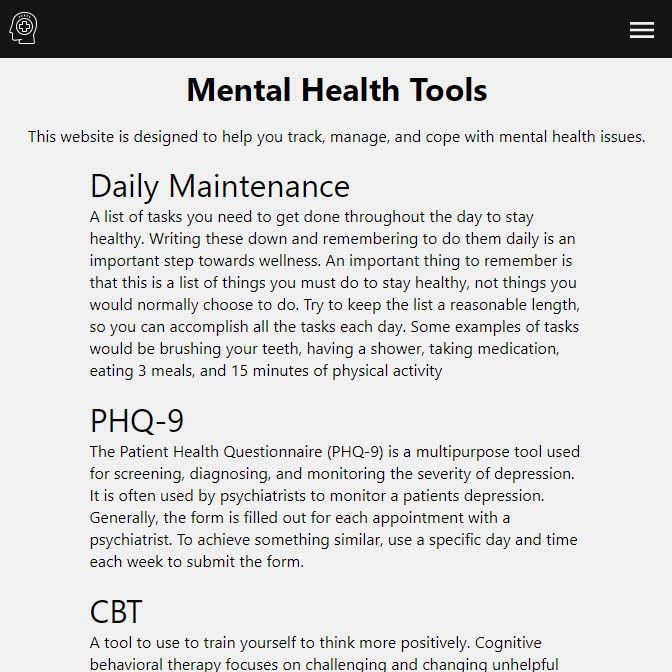 Mental Health Tools
This website is designed to help you track, manage, and cope with mental health issues.
Daily Maintenance
A list of tasks you need to get done throughout the day to stay
healthy. Writing these down and remembering to do them daily is an
important step towards wellness. An important thing to remember is
that this is a list of things you must do to stay healthy, not things you
would normally choose to do. Try to keep the list a reasonable length,
so you can accomplish all the tasks each day. Some examples of tasks
would be brushing your teeth, having a shower, taking medication,
eating 3 meals, and 15 minutes of physical activity
PHQ-9
The Patient Health Questionnaire (PHQ-9) is a multipurpose tool used
for screening, diagnosing, and monitoring the severity of depression.
It is often used by psychiatrists to monitor a patients depression.
Generally, the form is filled out for each appointment with a
psychiatrist. To achieve something similar, use a specific day and time
each week to submit the form.
CBT
A tool to use to train yourself to think more positively. Cognitive
behavioral therapy focuses on challenging and changing unhelpful